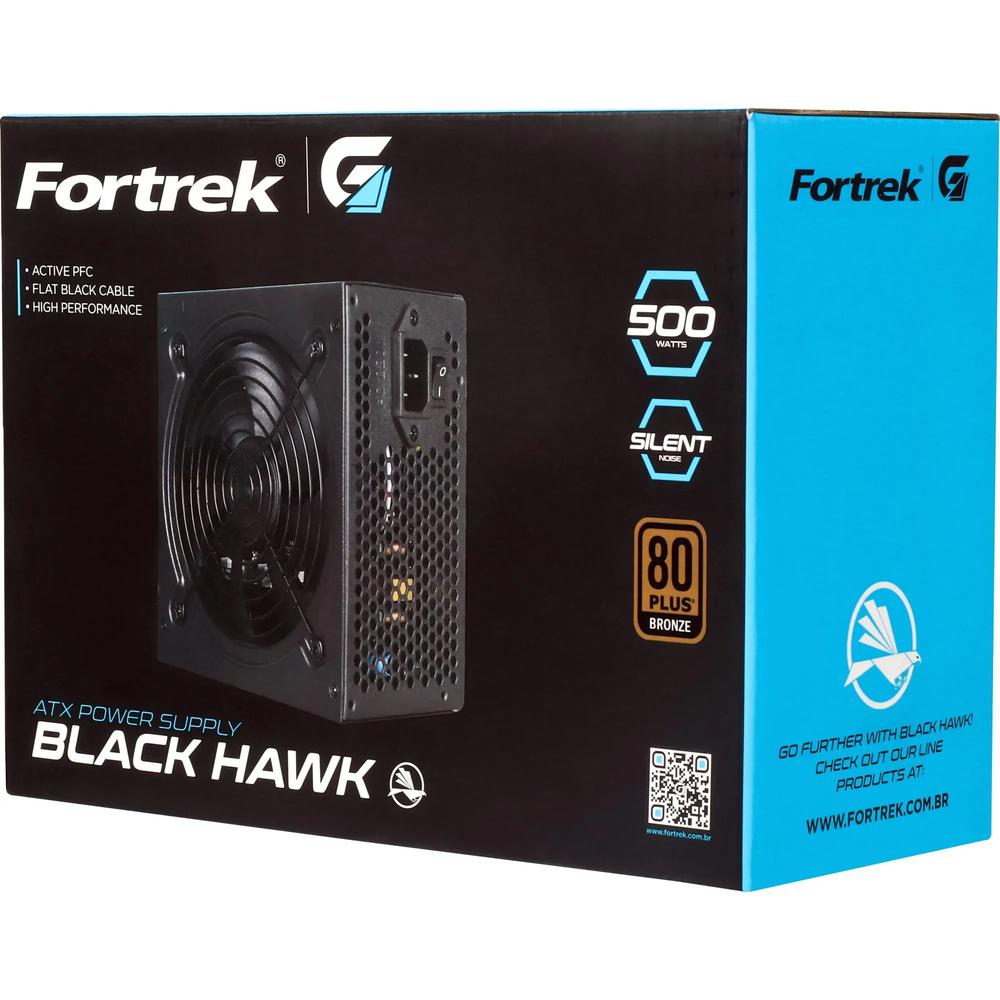 Fortrek®
• ACTIVE PFC
• FLAT BLACK CABLE
• HIGH PERFORMANCE
O
I
500
WATTS
SILENT
NOISE
80
PLUS®
BRONZE
ATX POWER SUPPLY
BLACK HAWK
www.fortrek.com.br
Fortrek®
GO FURTHER WITH BLACK HAWK!
CHECK OUT OUR LINE
PRODUCTS AT:
WWW.FORTREK.COM.BR